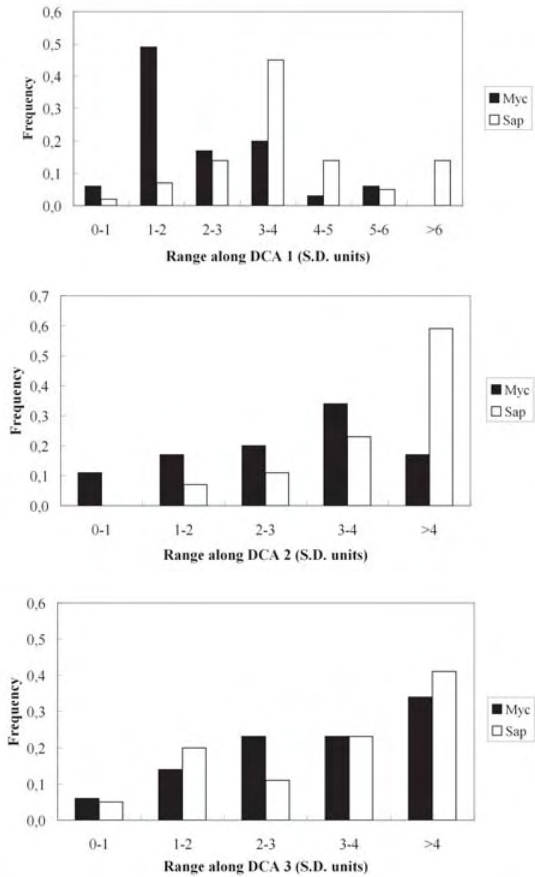 0,6
0,5
0,4
0,3
0,2
0,1
0,0
Frequency
Myc
Sap
0-1 1-2 2-3 3-4 4-5 5-6 >6
Range along DCA 1 (S.D. units)
0,7
0,6
0,5
0,4
0,3
0,2
0,1
0,0
Frequency
Myc
Sap
0-1 1-2 2-3 3-4 >4
Range along DCA 2 (S.D. units)
0,6
0,5
0,4
0,3
0,2
0,1
0,0
Frequency
Myc
Sap
0-1 1-2 2-3 3-4 >4
Range along DCA 3 (S.D. units)